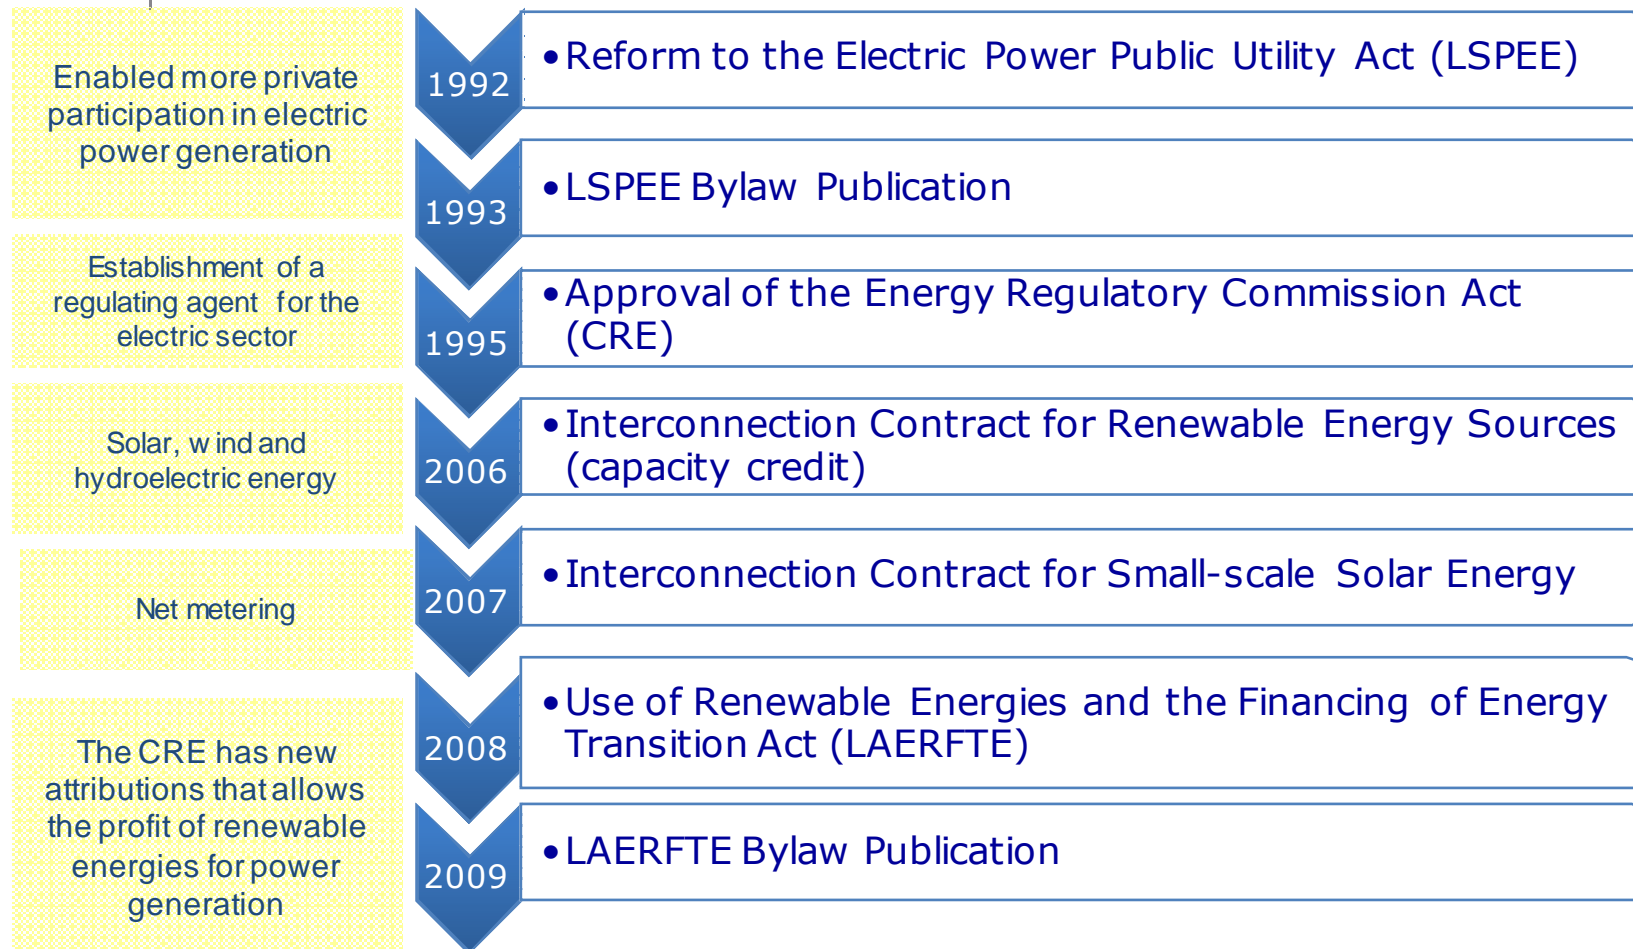 Enabled more private
participation in electric
power generation
1992
•Reform to the Electric Power Public Utility Act (LSPEE)
1993
•LSPEE Bylaw Publication
Establishment of a
regulating agent for the
electric sector
1995
•Approval of the Energy Regulatory Commission Act
(CRE)
Solar, wind and
hydroelectric energy
2006
•Interconnection Contract for Renewable Energy Sources
(capacity credit)
Net metering
2007
•Interconnection Contract for Small-scale Solar Energy
The CRE has new
attributions that allows
the profit of renewable
energies for power
generation
2008
•Use of Renewable Energies and the Financing of Energy
Transition Act (LAERFTE)
2009
•LAERFTE Bylaw Publication